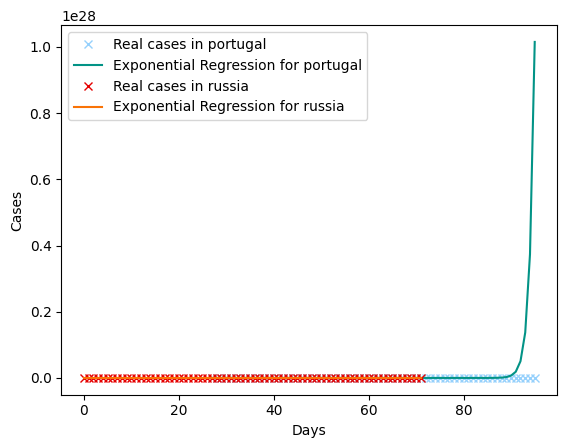 1e28
Real cases in portugal
Exponential Regression for portugal
Real cases in russia
Exponential Regression for russia
1.0
0.8
0.6
0.4
0.2
0.0
Cases
0 20 40 60 80
Days